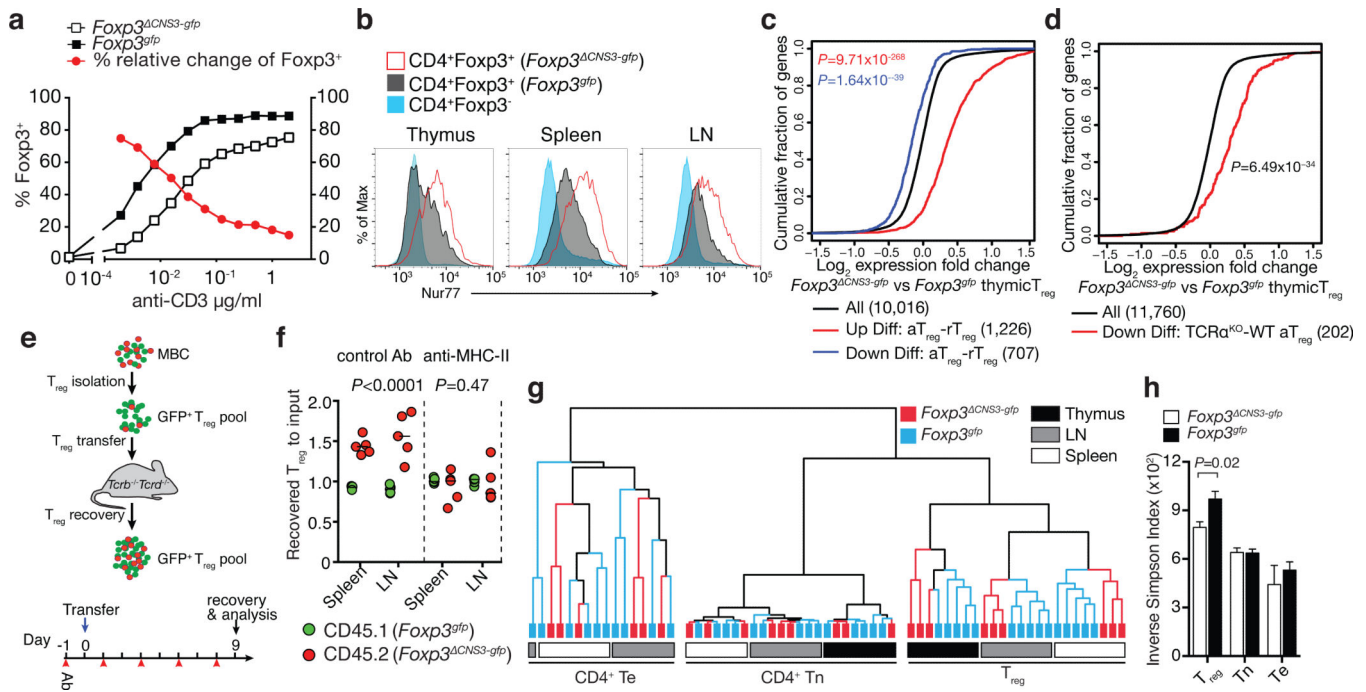 a
Foxp3ΔCNS3-gfp
Foxp3gfp
% relative change of Foxp3+
% Foxp3+
100
80
60
40
20
0
100
80
60
40
20
0
0 10-4 10-2 10-1 1
anti-CD3 µg/ml
b
CD4+Foxp3+ (Foxp3ΔCNS3-gfp)
CD4+Foxp3+ (Foxp3gfp)
CD4+Foxp3-
Thymus Spleen LN
% of Max
10³ 10⁴ 10⁵ 10³ 10⁴ 10⁵ 10³ 10⁴ 10⁵
Nur77
c
P=9.71x10-268
P=1.64x10--39
Cumulative fraction of genes
1.0
0.8
0.6
0.4
0.2
0.0
−1.5 −1.0 −0.5 0.0 0.5 1.0 1.5
Log2 expression fold change
Foxp3ΔCNS3-gfp vs Foxp3gfp thymicTreg
All (10,016)
Up Diff: aTreg-rTreg (1,226)
Down Diff: aTreg-rTreg (707)
d
P=6.49x10−34
Cumulative fraction of genes
1.0
0.8
0.6
0.4
0.2
0.0
−1.5 −1.0 −0.5 0.0 0.5 1.0 1.5
Log2 expression fold change
Foxp3ΔCNS3-gfp vs Foxp3gfp thymicTreg
All (11,760)
Down Diff: TCRαKO-WT aTreg (202)
e
MBC
Treg isolation
GFP+ Treg pool
Treg transfer
Tcrb-/-Tcrd-/-
Treg recovery
GFP+ Treg pool
Transfer
recovery
& analysis
Day -1 0 9
Ab
f
control Ab anti-MHC-II
P<0.0001 P=0.47
Recovered Treg to input
2.0
1.5
1.0
0.5
0
Spleen LN Spleen LN
CD45.1 (Foxp3gfp)
CD45.2 (Foxp3ΔCNS3-gfp)
g
Foxp3ΔCNS3-gfp
Foxp3gfp
Thymus
LN
Spleen
CD4+ Te CD4+ Tn Treg
h
Foxp3ΔCNS3-gfp
Foxp3gfp
P=0.02
Inverse Simpson Index (x10²)
12
9
6
3
0
Treg Tn Te